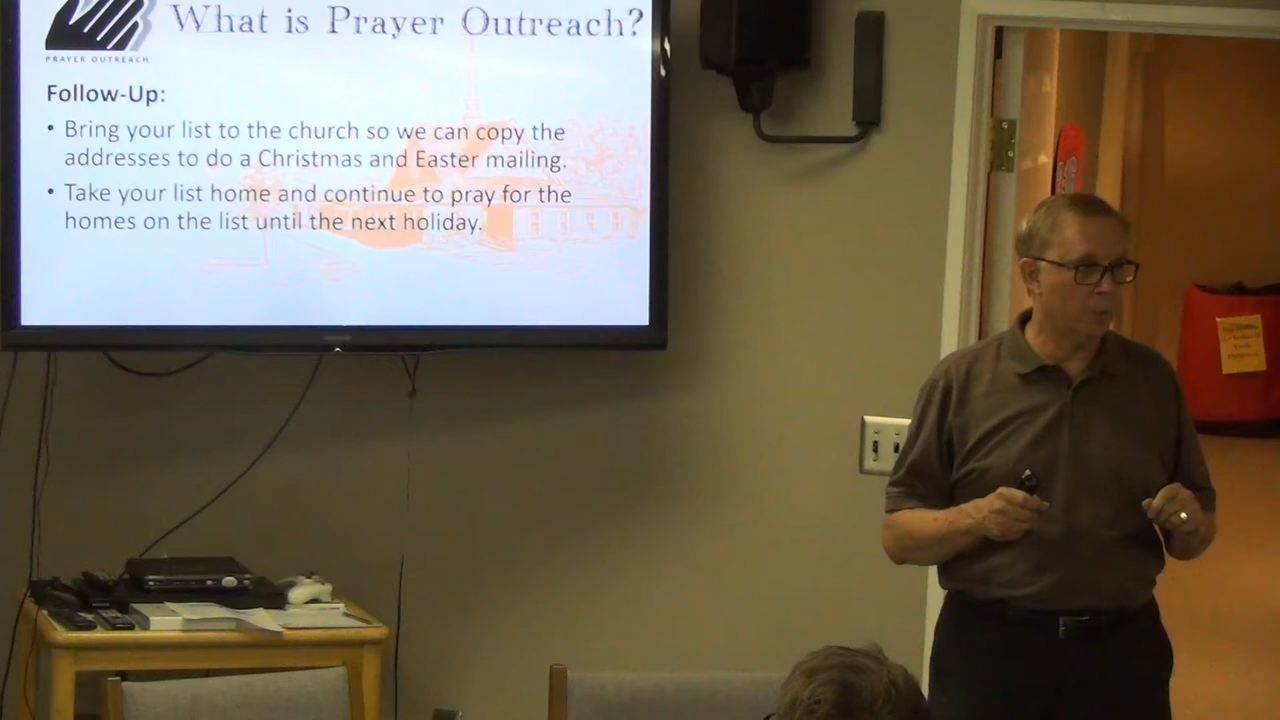 What is Prayer Outreach?
PRAYER OUTREACH
Follow-Up:
• Bring your list to the church so we can copy the
addresses to do a Christmas and Easter mailing.
• Take your list home and continue to pray for the
homes on the list until the next holiday.